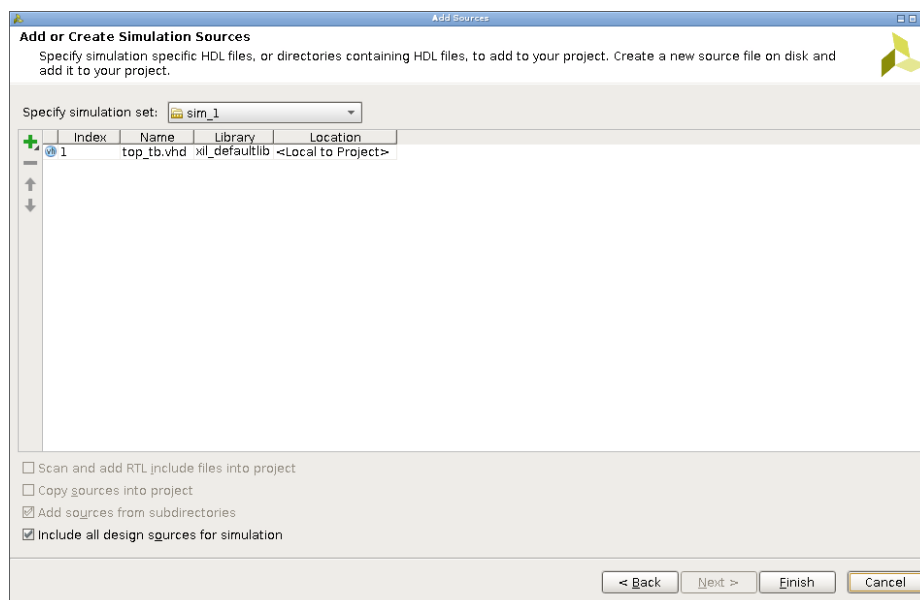 Add Sources
Add or Create Simulation Sources
Specify simulation specific HDL files, or directories containing HDL files, to add to your project. Create a new source file on disk and
add it to your project.
Specify simulation set: sim_1
Index Name Library Location
1 top_tb.vhd xil_defaultlib <Local to Project>
Scan and add RTL include files into project
Copy sources into project
Add sources from subdirectories
Include all design sources for simulation
< Back Next > Finish Cancel